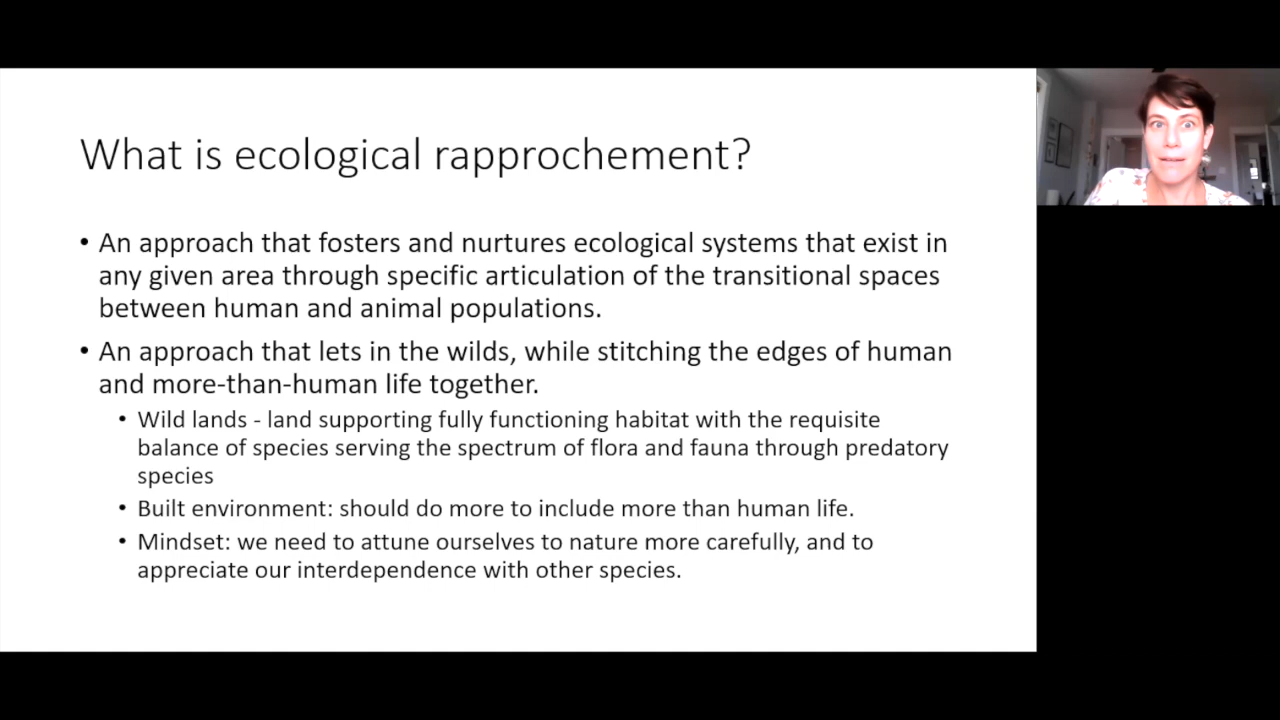 What is ecological rapprochement?
• An approach that fosters and nurtures ecological systems that exist in
any given area through specific articulation of the transitional spaces
between human and animal populations.
• An approach that lets in the wilds, while stitching the edges of human
and more-than-human life together.
• Wild lands - land supporting fully functioning habitat with the requisite
balance of species serving the spectrum of flora and fauna through predatory
species
• Built environment: should do more to include more than human life.
• Mindset: we need to attune ourselves to nature more carefully, and to
appreciate our interdependence with other species.